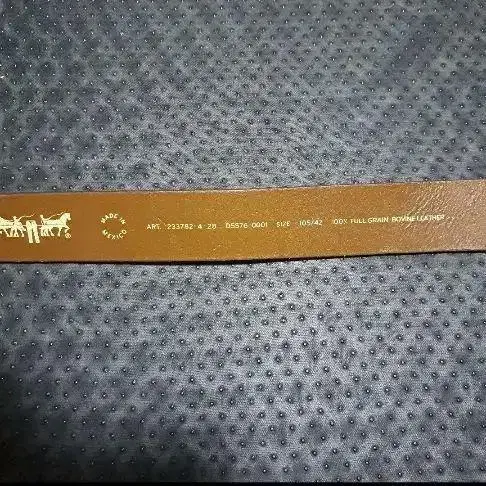 MADE IN
MEXICO
ART. 233782-4-28 D5576-0001 SIZE 105/42 100% FULL GRAIN BOVINE LEATHER
®